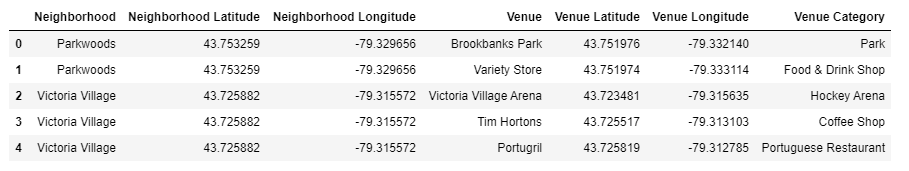 Neighborhood Neighborhood Latitude Neighborhood Longitude Venue Venue Latitude Venue Longitude Venue Category
0 Parkwoods 43.753259 -79.329656 Brookbanks Park 43.751976 -79.332140 Park
1 Parkwoods 43.753259 -79.329656 Variety Store 43.751974 -79.333114 Food & Drink Shop
2 Victoria Village 43.725882 -79.315572 Victoria Village Arena 43.723481 -79.315635 Hockey Arena
3 Victoria Village 43.725882 -79.315572 Tim Hortons 43.725517 -79.313103 Coffee Shop
4 Victoria Village 43.725882 -79.315572 Portugril 43.725819 -79.312785 Portuguese Restaurant